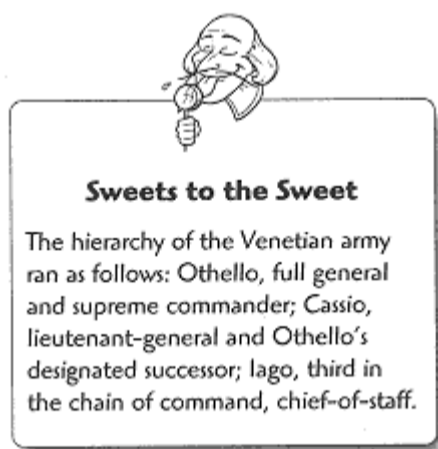 Sweets to the Sweet
The hierarchy of the Venetian army
ran as follows: Othello, full general
and supreme commander; Cassio,
lieutenant-general and Othello's
designated successor; Iago, third in
the chain of command, chief-of-staff.